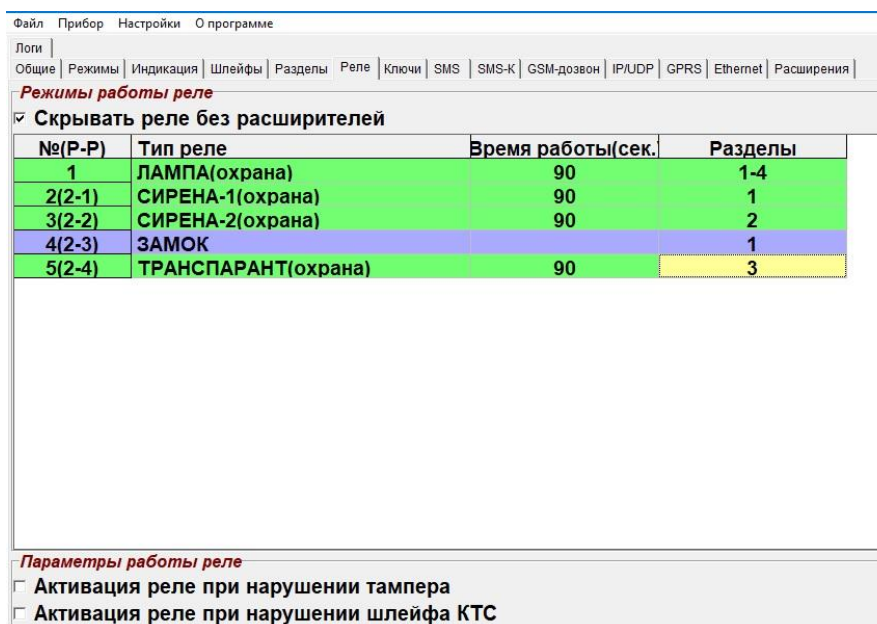 Файл Прибор Настройки О программе
Логи
Общие Режимы Индикация Шлейфы Разделы Реле Ключи SMS SMS-К GSM-дозвон IP/UDP GPRS Ethernet Расширения
Режимы работы реле
Скрывать реле без расширителей
№(Р-Р) Тип реле Время работы(сек.) Разделы
1 ЛАМПА(охрана) 90 1-4
2(2-1) СИРЕНА-1(охрана) 90 1
3(2-2) СИРЕНА-2(охрана) 90 2
4(2-3) ЗАМОК 1
5(2-4) ТРАНСПАРАНТ(охрана) 90 3
Параметры работы реле
Активация реле при нарушении тампера
Активация реле при нарушении шлейфа КТС